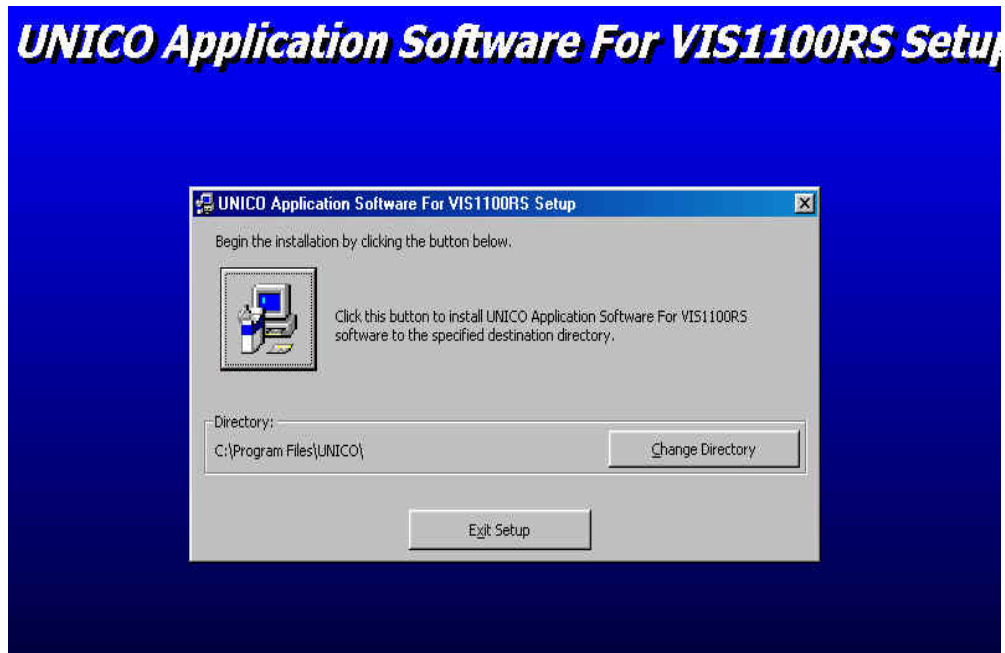 UNICO Application Software For VIS1100RS Setup
UNICO Application Software For VIS1100RS Setup
Begin the installation by clicking the button below.
Click this button to install UNICO Application Software For VIS1100RS
software to the specified destination directory.
Directory:
C:\Program Files\UNICO\
Change Directory
Exit Setup